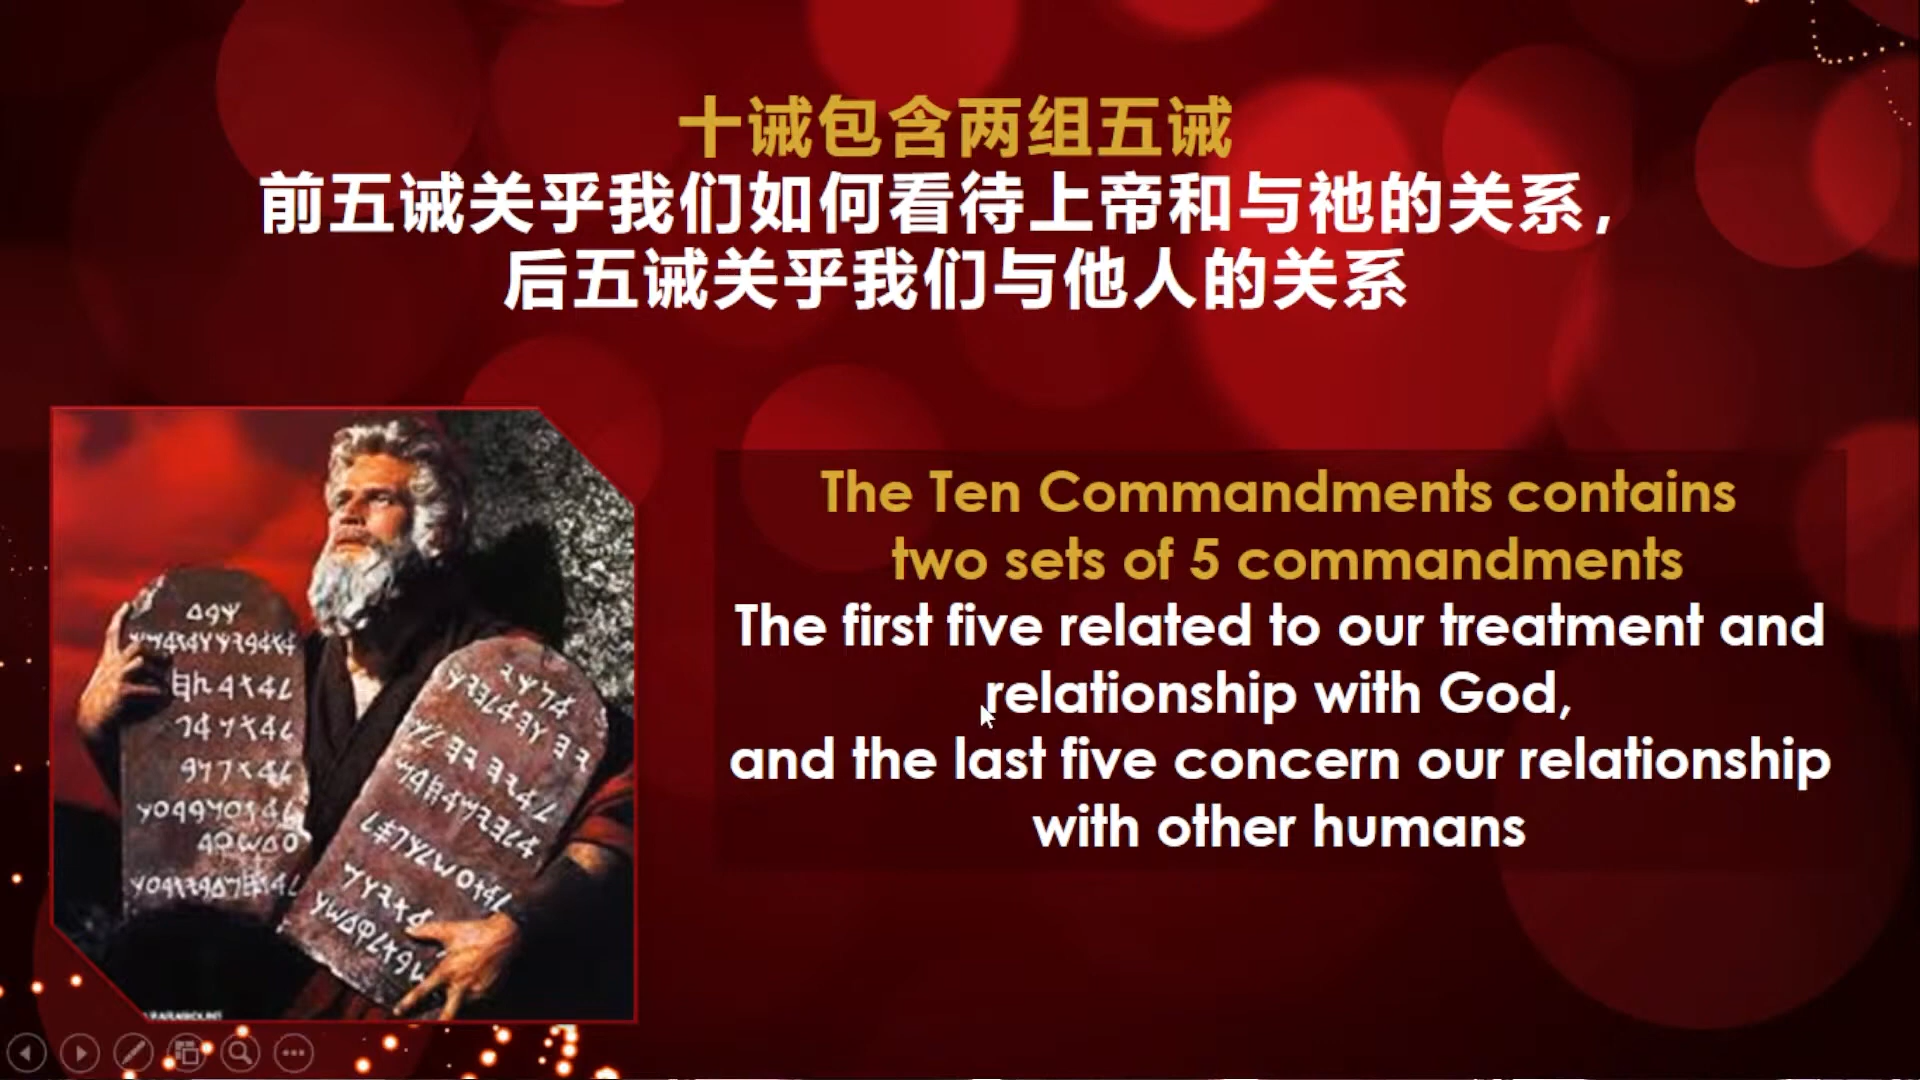 十诫包含两组五诫
前五诫关乎我们如何看待上帝和与祂的关系，
后五诫关乎我们与他人的关系
The Ten Commandments contains
two sets of 5 commandments
The first five related to our treatment and
relationship with God,
and the last five concern our relationship
with other humans